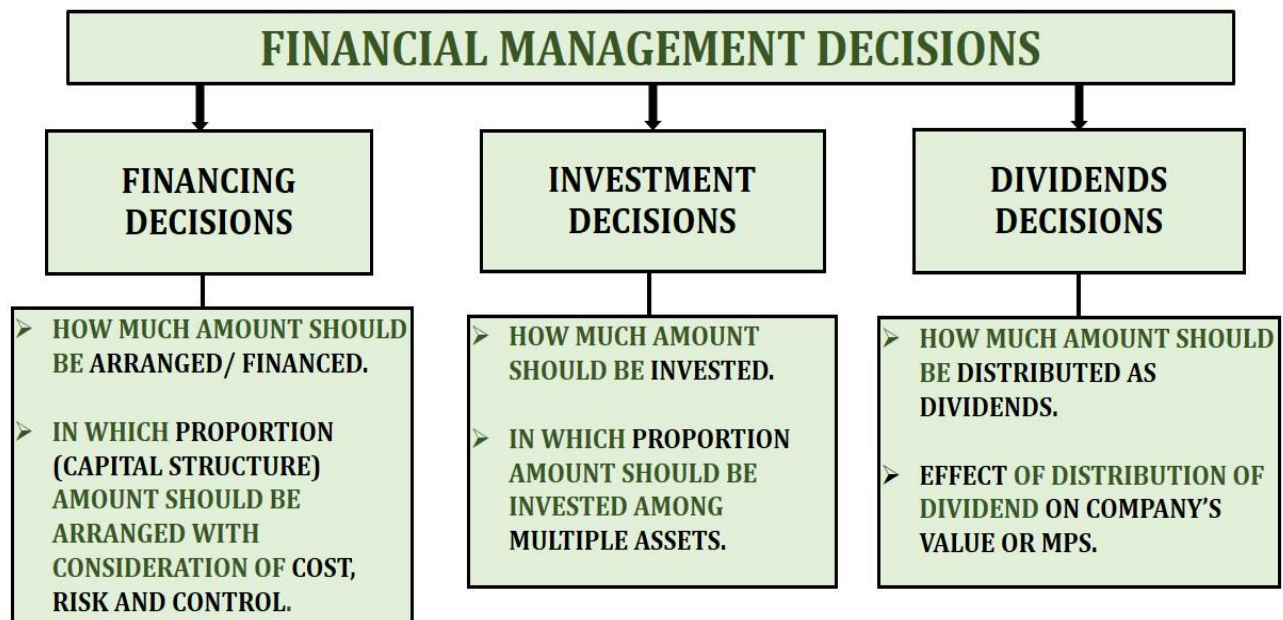 FINANCIAL MANAGEMENT DECISIONS
FINANCING
DECISIONS
INVESTMENT
DECISIONS
DIVIDENDS
DECISIONS
➢ HOW MUCH AMOUNT SHOULD
BE ARRANGED/ FINANCED.
➢ IN WHICH PROPORTION
(CAPITAL STRUCTURE)
AMOUNT SHOULD BE
ARRANGED WITH
CONSIDERATION OF COST,
RISK AND CONTROL.
➢ HOW MUCH AMOUNT
SHOULD BE INVESTED.
➢ IN WHICH PROPORTION
AMOUNT SHOULD BE
INVESTED AMONG
MULTIPLE ASSETS.
➢ HOW MUCH AMOUNT SHOULD
BE DISTRIBUTED AS
DIVIDENDS.
➢ EFFECT OF DISTRIBUTION OF
DIVIDEND ON COMPANY’S
VALUE OR MPS.